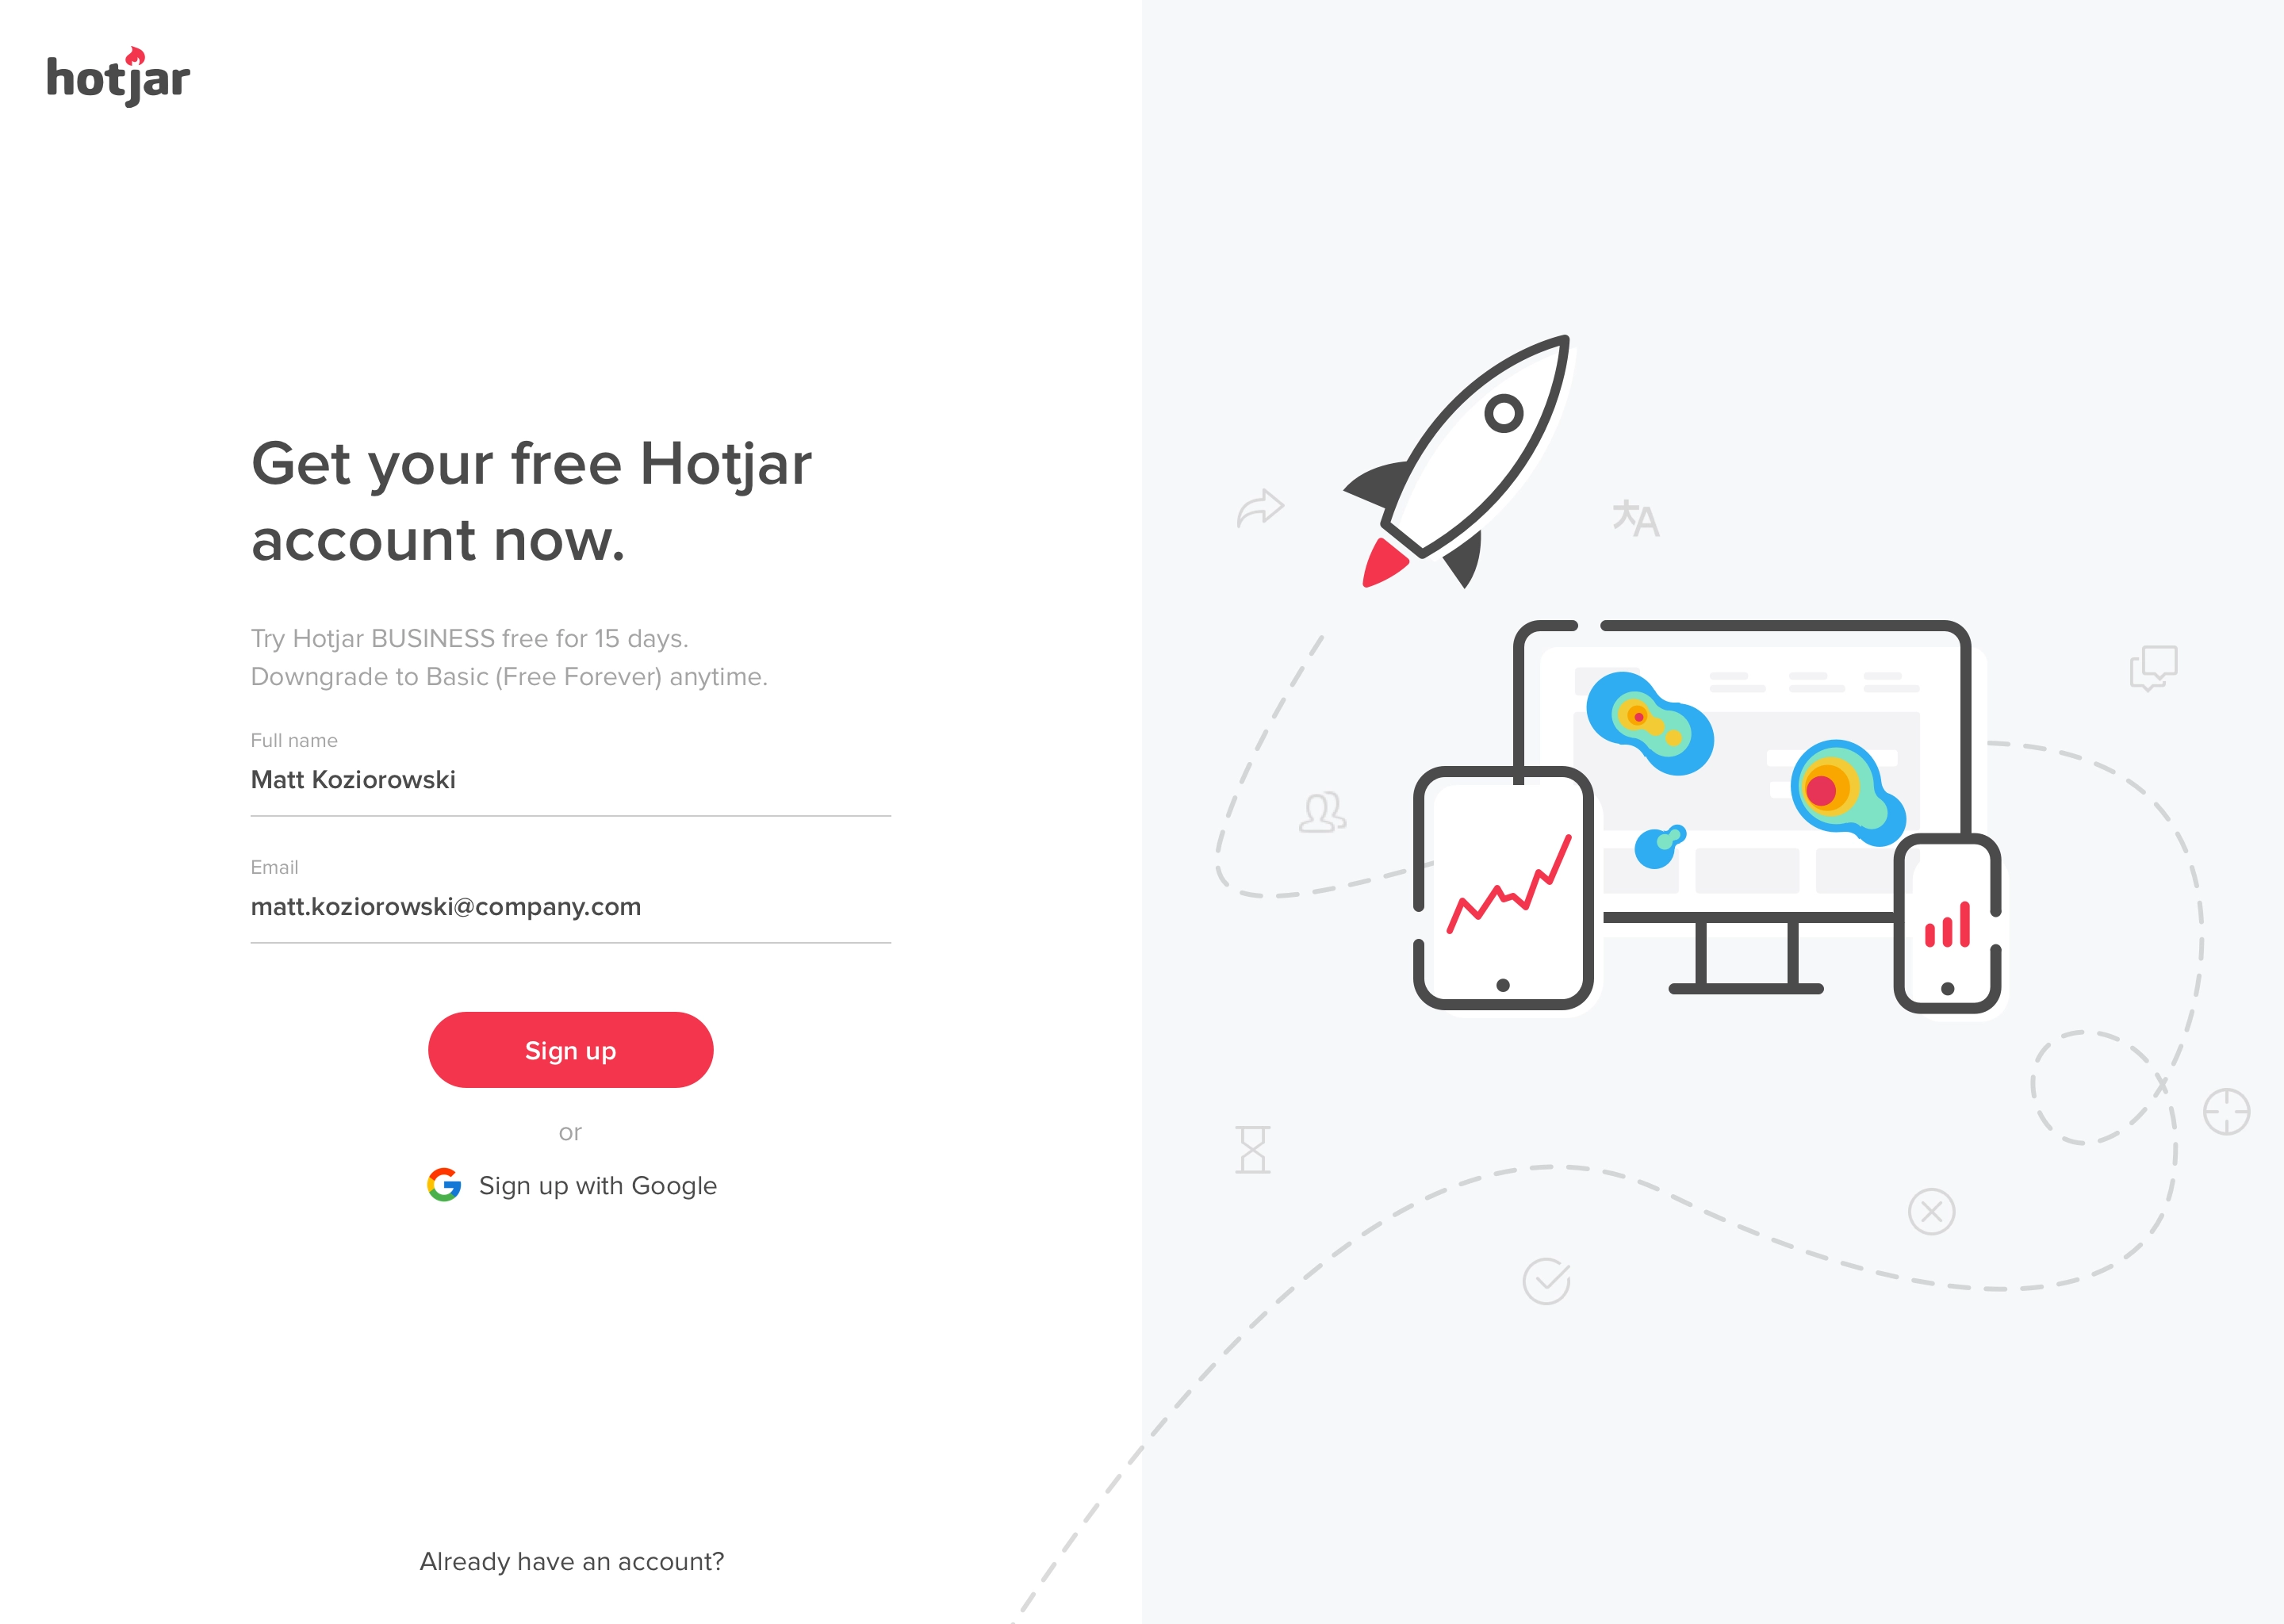 hotjar
Get your free Hotjar
account now.
Try Hotjar BUSINESS free for 15 days.
Downgrade to Basic (Free Forever) anytime.
Full name
Matt Koziorowski
Email
matt.koziorowski@company.com
Sign up
or
G Sign up with Google
Already have an account?
大A